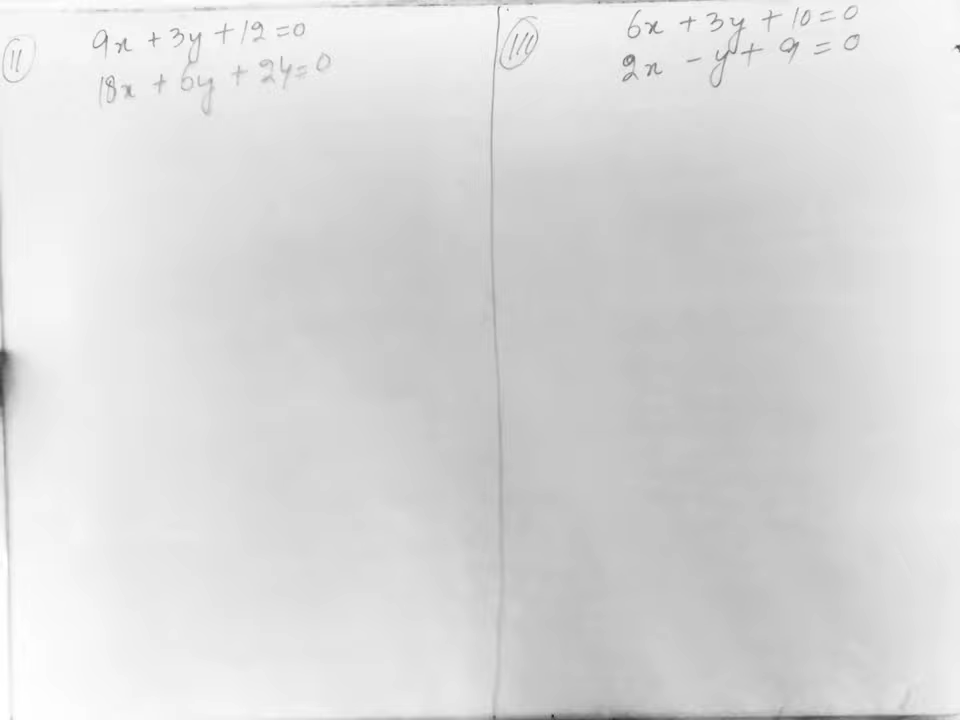 (II) 9x + 3y + 12 = 0
18x + 6y + 24 = 0
(III) 6x + 3y + 10 = 0
2x - y + 9 = 0